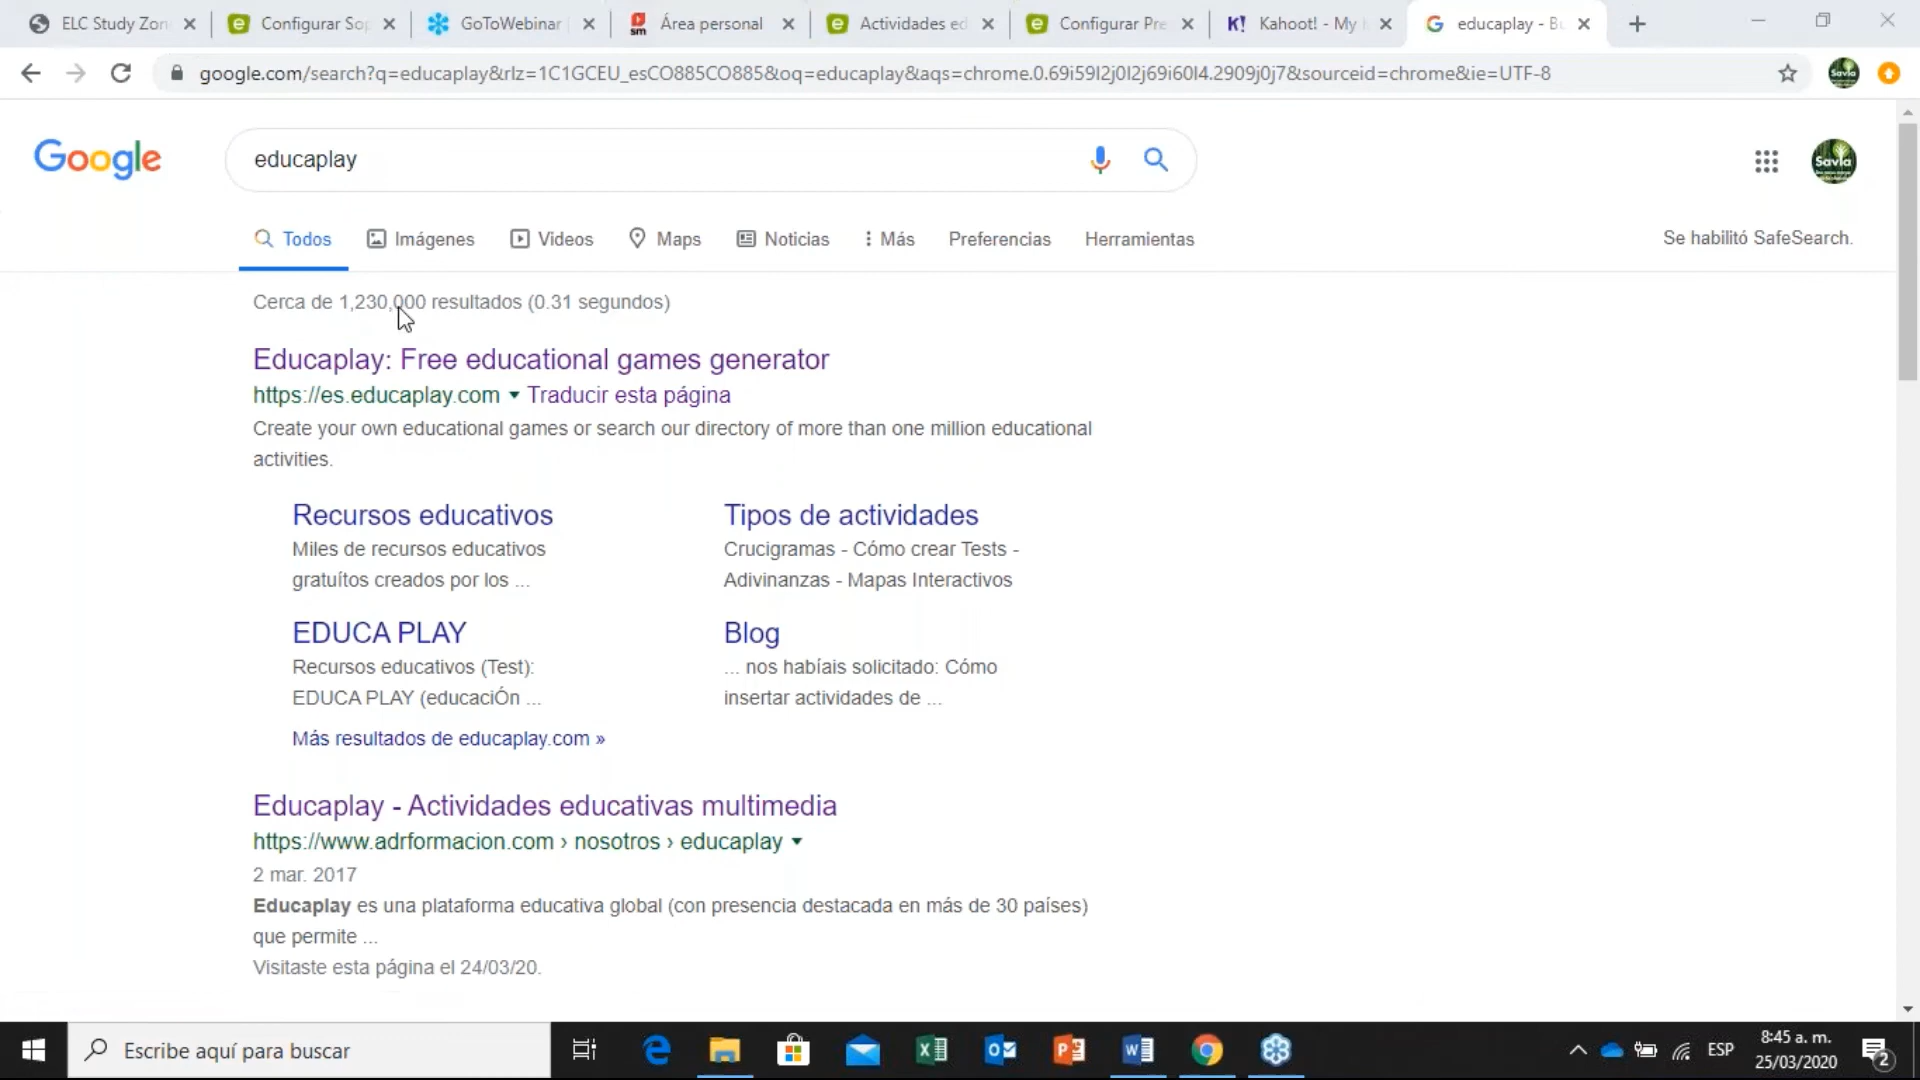 ELC Study Zon
Configurar Sop
GoToWebinar
Área personal
Actividades ed
Configurar Pre
Kahoot! - My
educaplay - Bu
google.com/search?q=educaplay&rlz=1C1GCEU_esCO885CO885&oq=educaplay&aqs=chrome.0.69i59l2j0l2j69i60l4.2909j0j7&sourceid=chrome&ie=UTF-8
Google
educaplay
Savia
Todos
Imágenes
Videos
Maps
Noticias
Más
Preferencias
Herramientas
Se habilitó SafeSearch.
Cerca de 1,230,000 resultados (0.31 segundos)
Educaplay: Free educational games generator
https://es.educaplay.com ▾ Traducir esta página
Create your own educational games or search our directory of more than one million educational
activities.
Recursos educativos
Miles de recursos educativos
gratuítos creados por los ...
Tipos de actividades
Crucigramas - Cómo crear Tests -
Adivinanzas - Mapas Interactivos
EDUCA PLAY
Recursos educativos (Test):
EDUCA PLAY (educaciÓn ...
Blog
... nos habíais solicitado: Cómo
insertar actividades de ...
Más resultados de educaplay.com »
Educaplay - Actividades educativas multimedia
https://www.adrformacion.com › nosotros › educaplay ▾
2 mar. 2017
Educaplay es una plataforma educativa global (con presencia destacada en más de 30 países)
que permite ...
Visitaste esta página el 24/03/20.
Escribe aquí para buscar
ESP
8:45 a. m.
25/03/2020
2